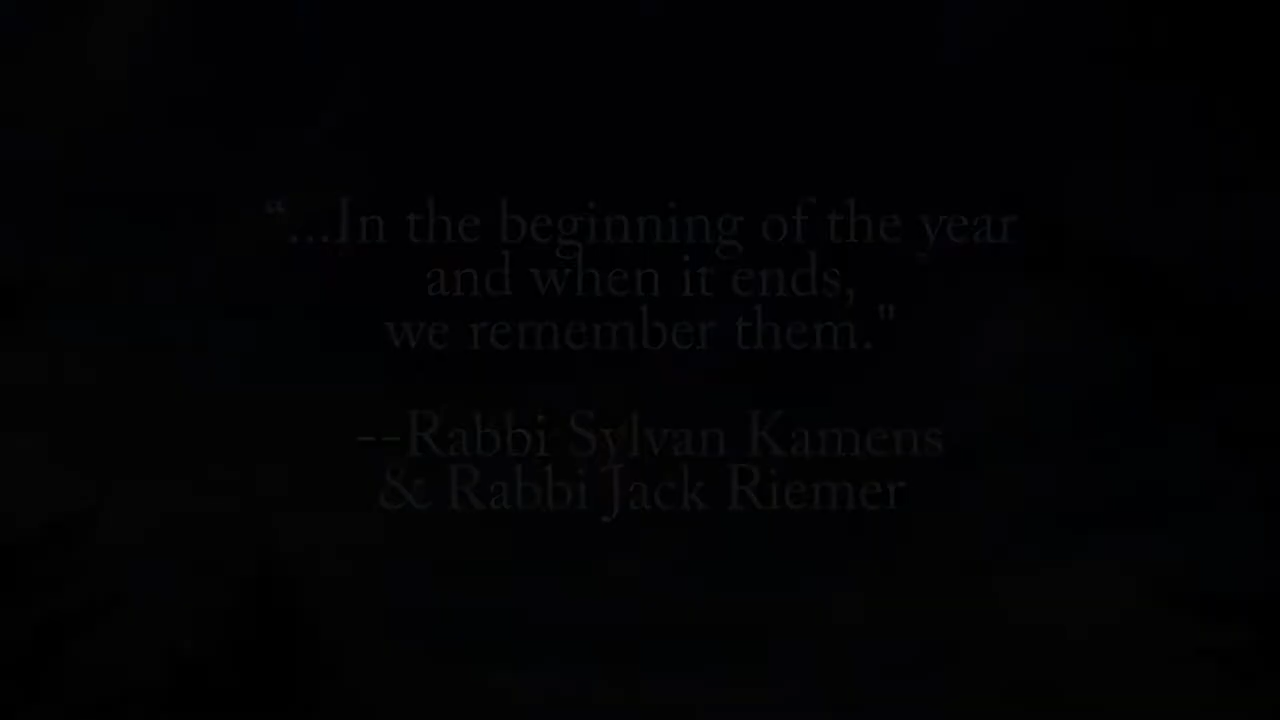 “...In the beginning of the year
and when it ends,
we remember them."
--Rabbi Sylvan Kamens
& Rabbi Jack Riemer